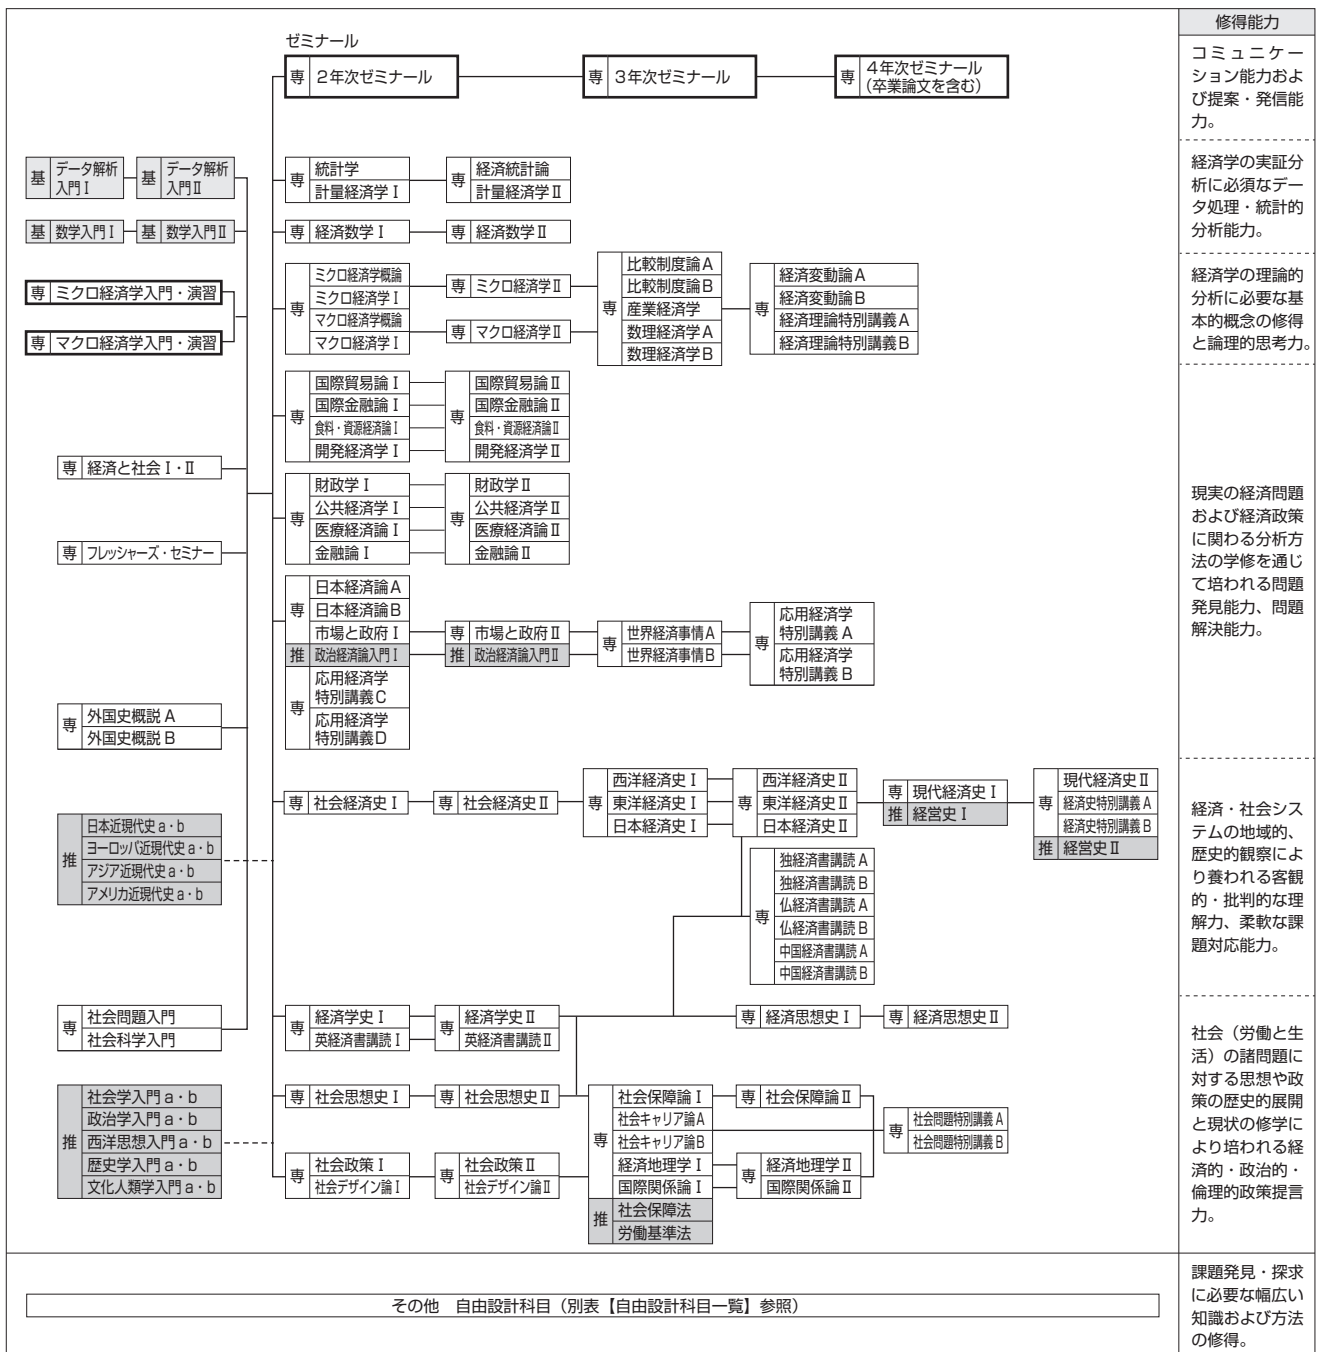 修得能力
ゼミナール
専 2年次ゼミナール
専 3年次ゼミナール
専 4年次ゼミナール
(卒業論文を含む)
コミュニケー
ション能力およ
び提案・発信能
力。
基 データ解析
入門Ⅰ
基 データ解析
入門Ⅱ
専 統計学
計量経済学Ⅰ
専 経済統計論
計量経済学Ⅱ
経済学の実証分
析に必須なデー
タ処理・統計的
分析能力。
基 数学入門Ⅰ
基 数学入門Ⅱ
専 経済数学Ⅰ
専 経済数学Ⅱ
専 ミクロ経済学入門・演習
専 マクロ経済学入門・演習
専 ミクロ経済学概論
ミクロ経済学Ⅰ
マクロ経済学概論
マクロ経済学Ⅰ
専 ミクロ経済学Ⅱ
専 マクロ経済学Ⅱ
専 比較制度論A
比較制度論B
産業経済学
数理経済学A
数理経済学B
専 経済変動論A
経済変動論B
経済理論特別講義A
経済理論特別講義B
経済学の理論的
分析に必要な基
本的概念の修得
と論理的思考力。
専 国際貿易論Ⅰ
国際金融論Ⅰ
食料・資源経済論Ⅰ
開発経済学Ⅰ
専 国際貿易論Ⅱ
国際金融論Ⅱ
食料・資源経済論Ⅱ
開発経済学Ⅱ
専 経済と社会Ⅰ・Ⅱ
専 財政学Ⅰ
公共経済学Ⅰ
医療経済論Ⅰ
金融論Ⅰ
専 財政学Ⅱ
公共経済学Ⅱ
医療経済論Ⅱ
金融論Ⅱ
専 フレッシャーズ・セミナー
専 日本経済論A
日本経済論B
市場と政府Ⅰ
推 政治経済論入門Ⅰ
専 応用経済学
特別講義C
応用経済学
特別講義D
専 市場と政府Ⅱ
推 政治経済論入門Ⅱ
専 世界経済事情A
世界経済事情B
専 応用経済学
特別講義A
応用経済学
特別講義B
現実の経済問題
および経済政策
に関わる分析方
法の学修を通じ
て培われる問題
発見能力、問題
解決能力。
専 外国史概説A
外国史概説B
専 社会経済史Ⅰ
専 社会経済史Ⅱ
専 西洋経済史Ⅰ
東洋経済史Ⅰ
日本経済史Ⅰ
専 西洋経済史Ⅱ
東洋経済史Ⅱ
日本経済史Ⅱ
専 現代経済史Ⅰ
推 経営史Ⅰ
専 現代経済史Ⅱ
経済史特別講義A
経済史特別講義B
推 経営史Ⅱ
推 日本近現代史a・b
ヨーロッパ近現代史a・b
アジア近現代史a・b
アメリカ近現代史a・b
専 独経済書講読A
独経済書講読B
仏経済書講読A
仏経済書講読B
中国経済書講読A
中国経済書講読B
経済・社会シス
テムの地域的、
歴史的観察によ
り養われる客観
的・批判的な理
解力、柔軟な課
題対応能力。
専 社会問題入門
社会科学入門
専 経済学史Ⅰ
英経済書講読Ⅰ
専 経済学史Ⅱ
英経済書講読Ⅱ
専 経済思想史Ⅰ
専 経済思想史Ⅱ
推 社会学入門a・b
政治学入門a・b
西洋思想入門a・b
歴史学入門a・b
文化人類学入門a・b
専 社会思想史Ⅰ
専 社会思想史Ⅱ
専 社会政策Ⅰ
社会デザイン論Ⅰ
専 社会政策Ⅱ
社会デザイン論Ⅱ
専 社会保障論Ⅰ
社会キャリア論A
社会キャリア論B
経済地理学Ⅰ
国際関係論Ⅰ
推 社会保障法
労働基準法
専 社会保障論Ⅱ
専 経済地理学Ⅱ
国際関係論Ⅱ
専 社会問題特別講義A
社会問題特別講義B
社会(労働と生
活)の諸問題に
対する思想や政
策の歴史的展開
と現状の修学に
より培われる経
済的・政治的・
倫理的政策提言
力。
その他 自由設計科目(別表【自由設計科目一覧】参照)
課題発見・探求
に必要な幅広い
知識および方法
の修得。